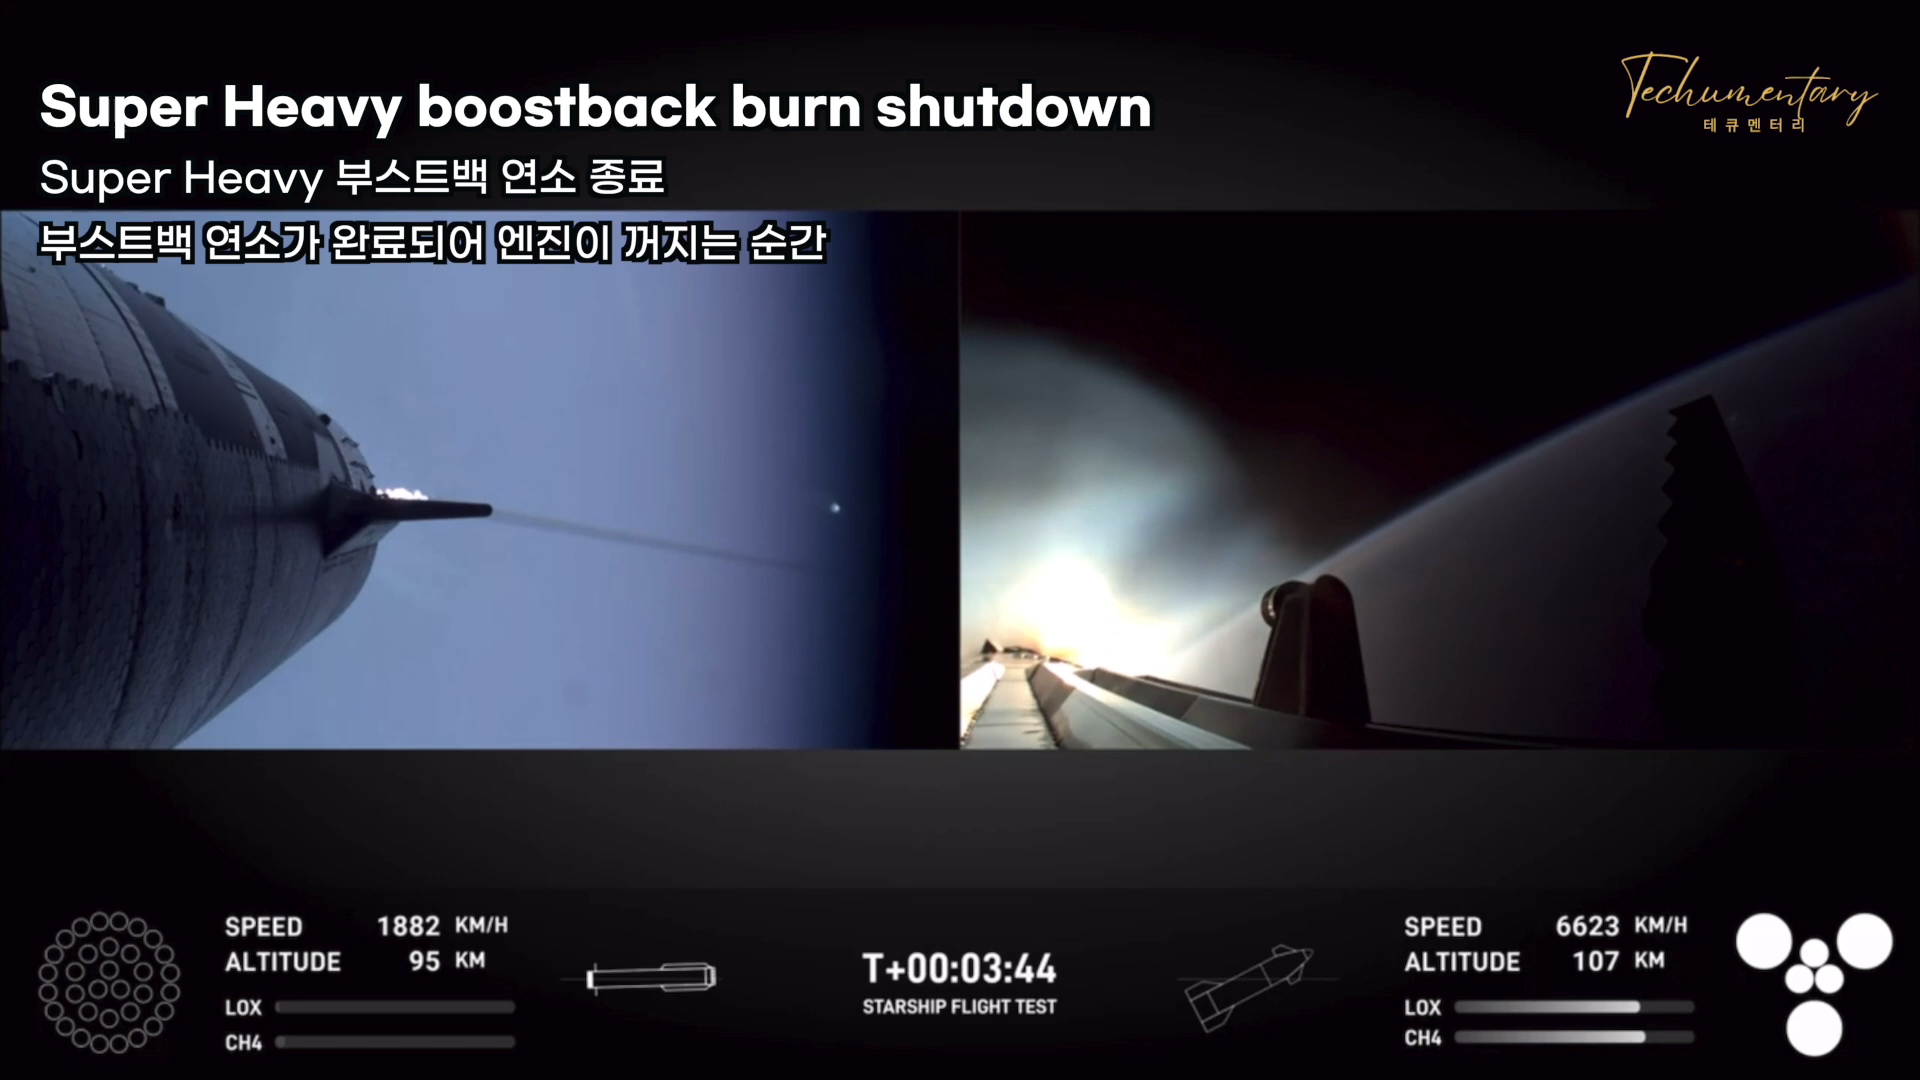 Super Heavy boostback burn shutdown
Super Heavy 부스트백 연소 종료
부스트백 연소가 완료되어 엔진이 꺼지는 순간
Techumentary
테큐멘터리
SPEED 1882 KM/H
ALTITUDE 95 KM
LOX
CH4
T+00:03:44
STARSHIP FLIGHT TEST
SPEED 6623 KM/H
ALTITUDE 107 KM
LOX
CH4